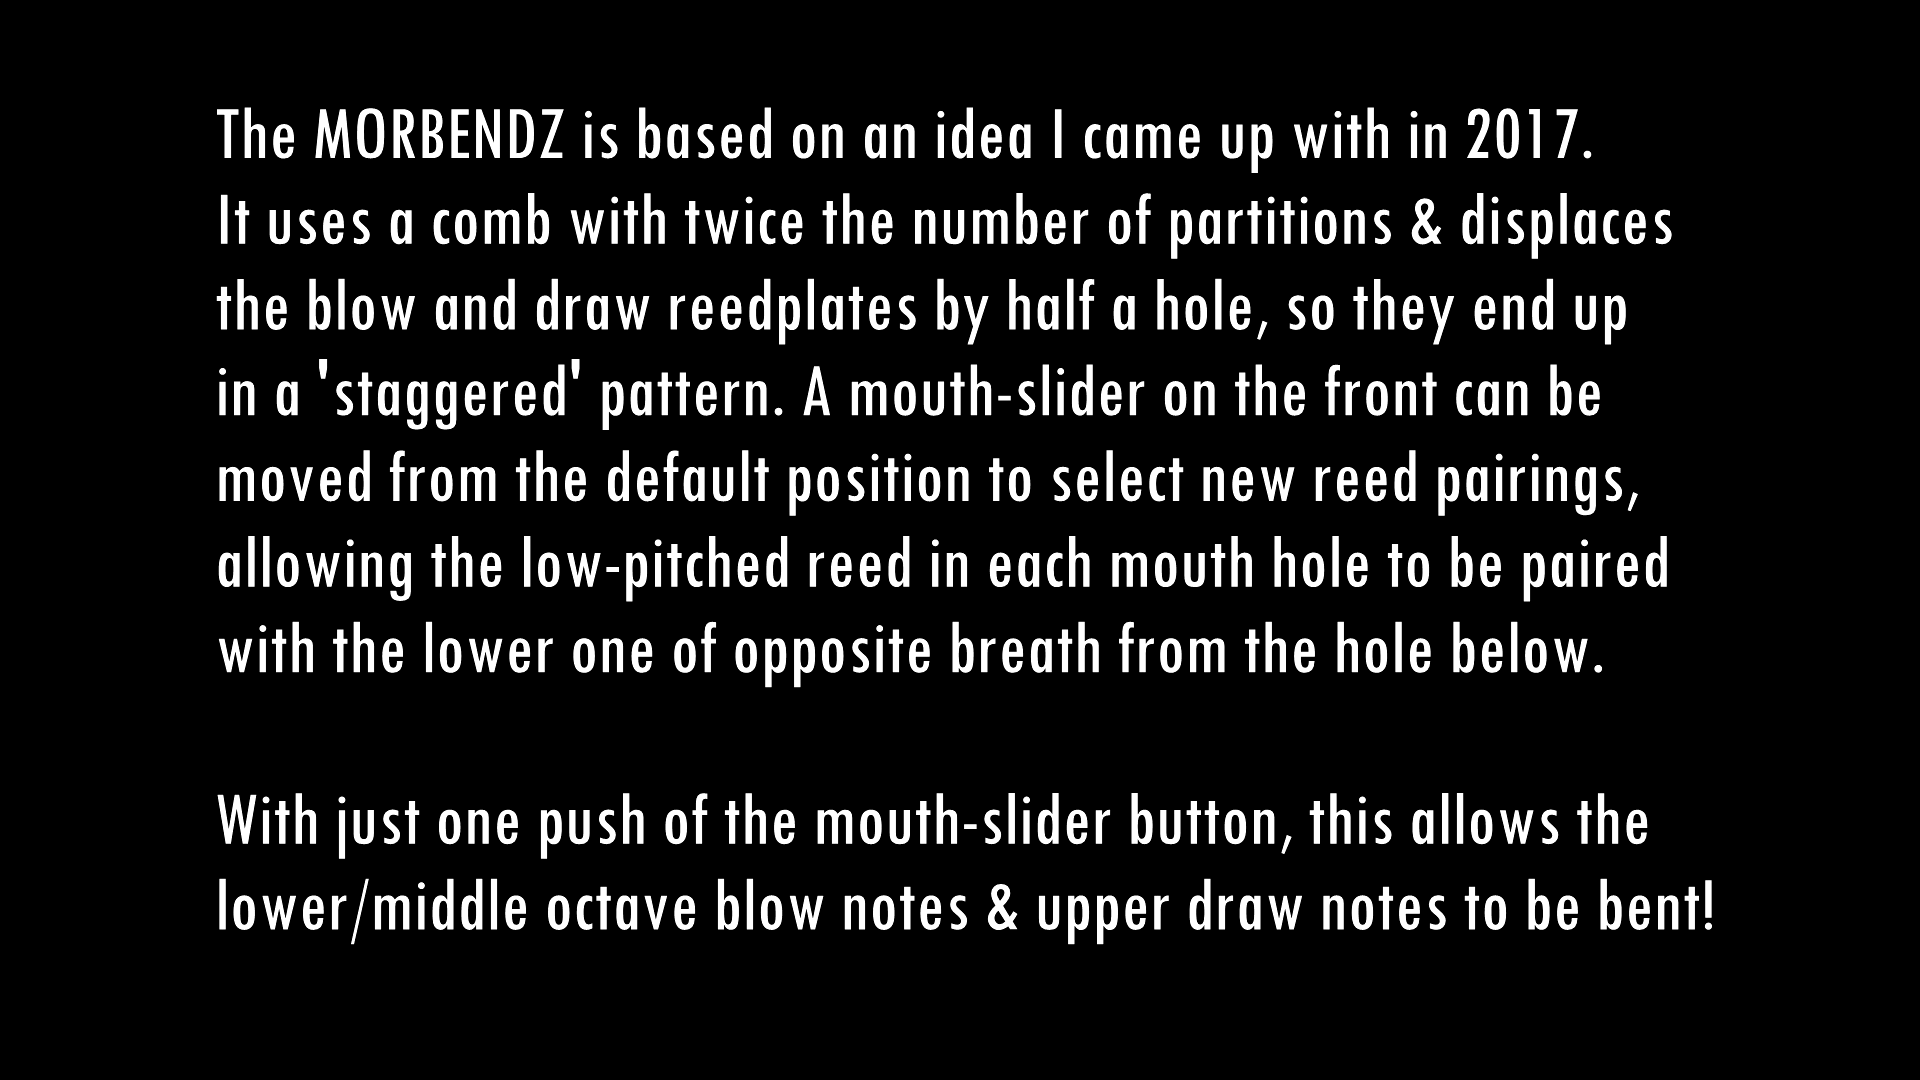 The MORBENDZ is based on an idea I came up with in 2017.
It uses a comb with twice the number of partitions & displaces
the blow and draw reedplates by half a hole, so they end up
in a 'staggered' pattern. A mouth-slider on the front can be
moved from the default position to select new reed pairings,
allowing the low-pitched reed in each mouth hole to be paired
with the lower one of opposite breath from the hole below.
With just one push of the mouth-slider button, this allows the
lower/middle octave blow notes & upper draw notes to be bent!